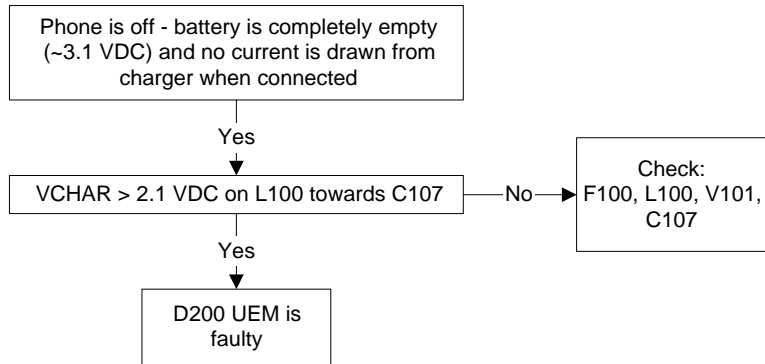 Phone is off - battery is completely empty
(~3.1 VDC) and no current is drawn from
charger when connected
Yes
VCHAR > 2.1 VDC on L100 towards C107
No
Check:
F100, L100, V101,
C107
Yes
D200 UEM is
faulty